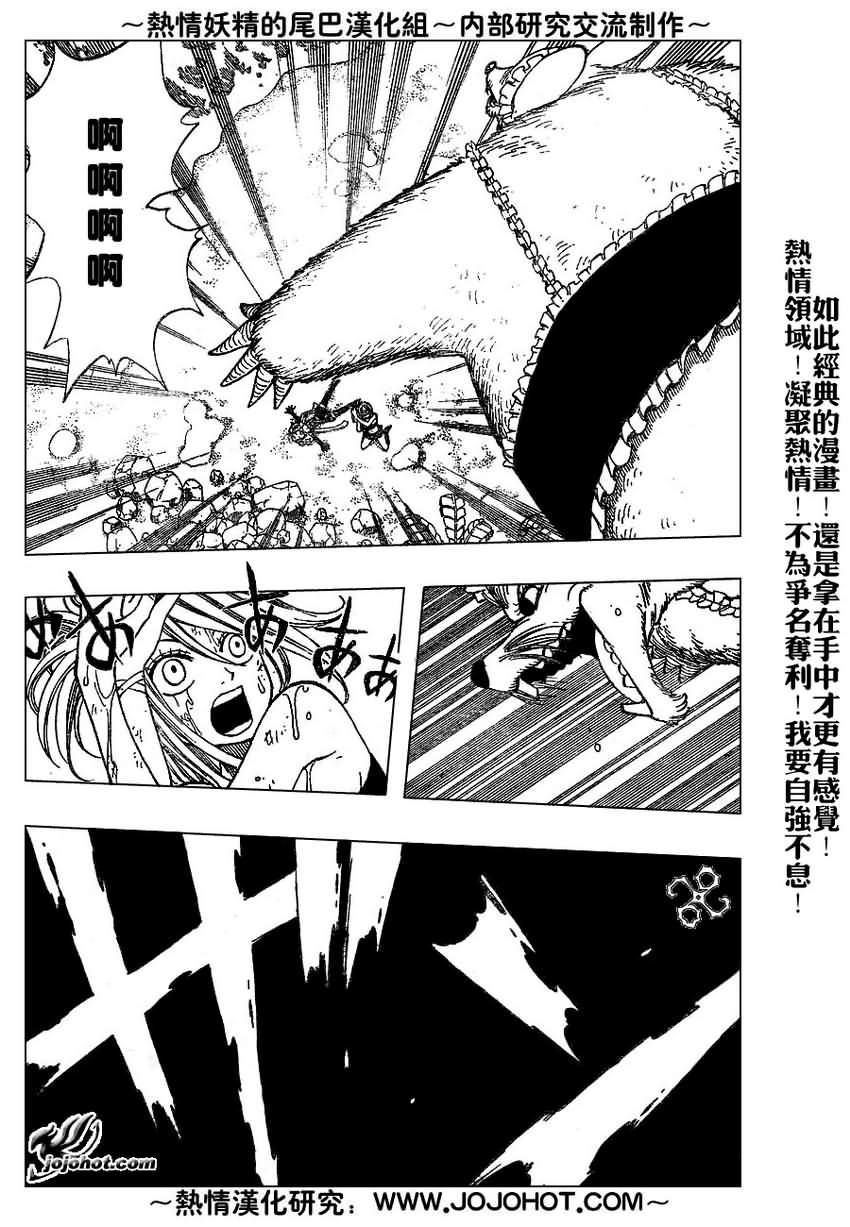 ～熱情妖精的尾巴漢化組～内部研究交流制作～
啊啊啊啊
如此經典的漫畫！還是拿在手中才更有感覺！
熱情領域！凝聚熱情！不為爭名奪利！我要自強不息！
ああああ
jojohot.com
～熱情漢化研究：WWW.JOJOHOT.COM～